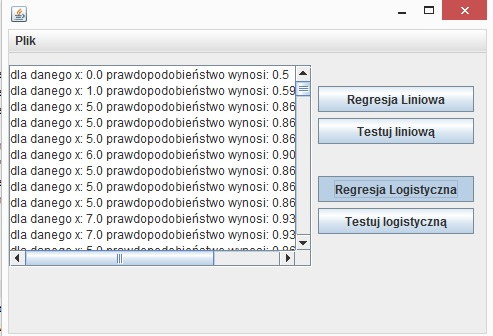 Plik
dla danego x: 0.0 prawdopodobieństwo wynosi: 0.5
dla danego x: 1.0 prawdopodobieństwo wynosi: 0.59
dla danego x: 5.0 prawdopodobieństwo wynosi: 0.86
dla danego x: 5.0 prawdopodobieństwo wynosi: 0.86
dla danego x: 5.0 prawdopodobieństwo wynosi: 0.86
dla danego x: 6.0 prawdopodobieństwo wynosi: 0.90
dla danego x: 5.0 prawdopodobieństwo wynosi: 0.86
dla danego x: 5.0 prawdopodobieństwo wynosi: 0.86
dla danego x: 7.0 prawdopodobieństwo wynosi: 0.93
dla danego x: 7.0 prawdopodobieństwo wynosi: 0.93
dla danego x: 5.0 prawdopodobieństwo wynosi: 0.86
Regresja Liniowa
Testuj liniową
Regresja Logistyczna
Testuj logistyczną